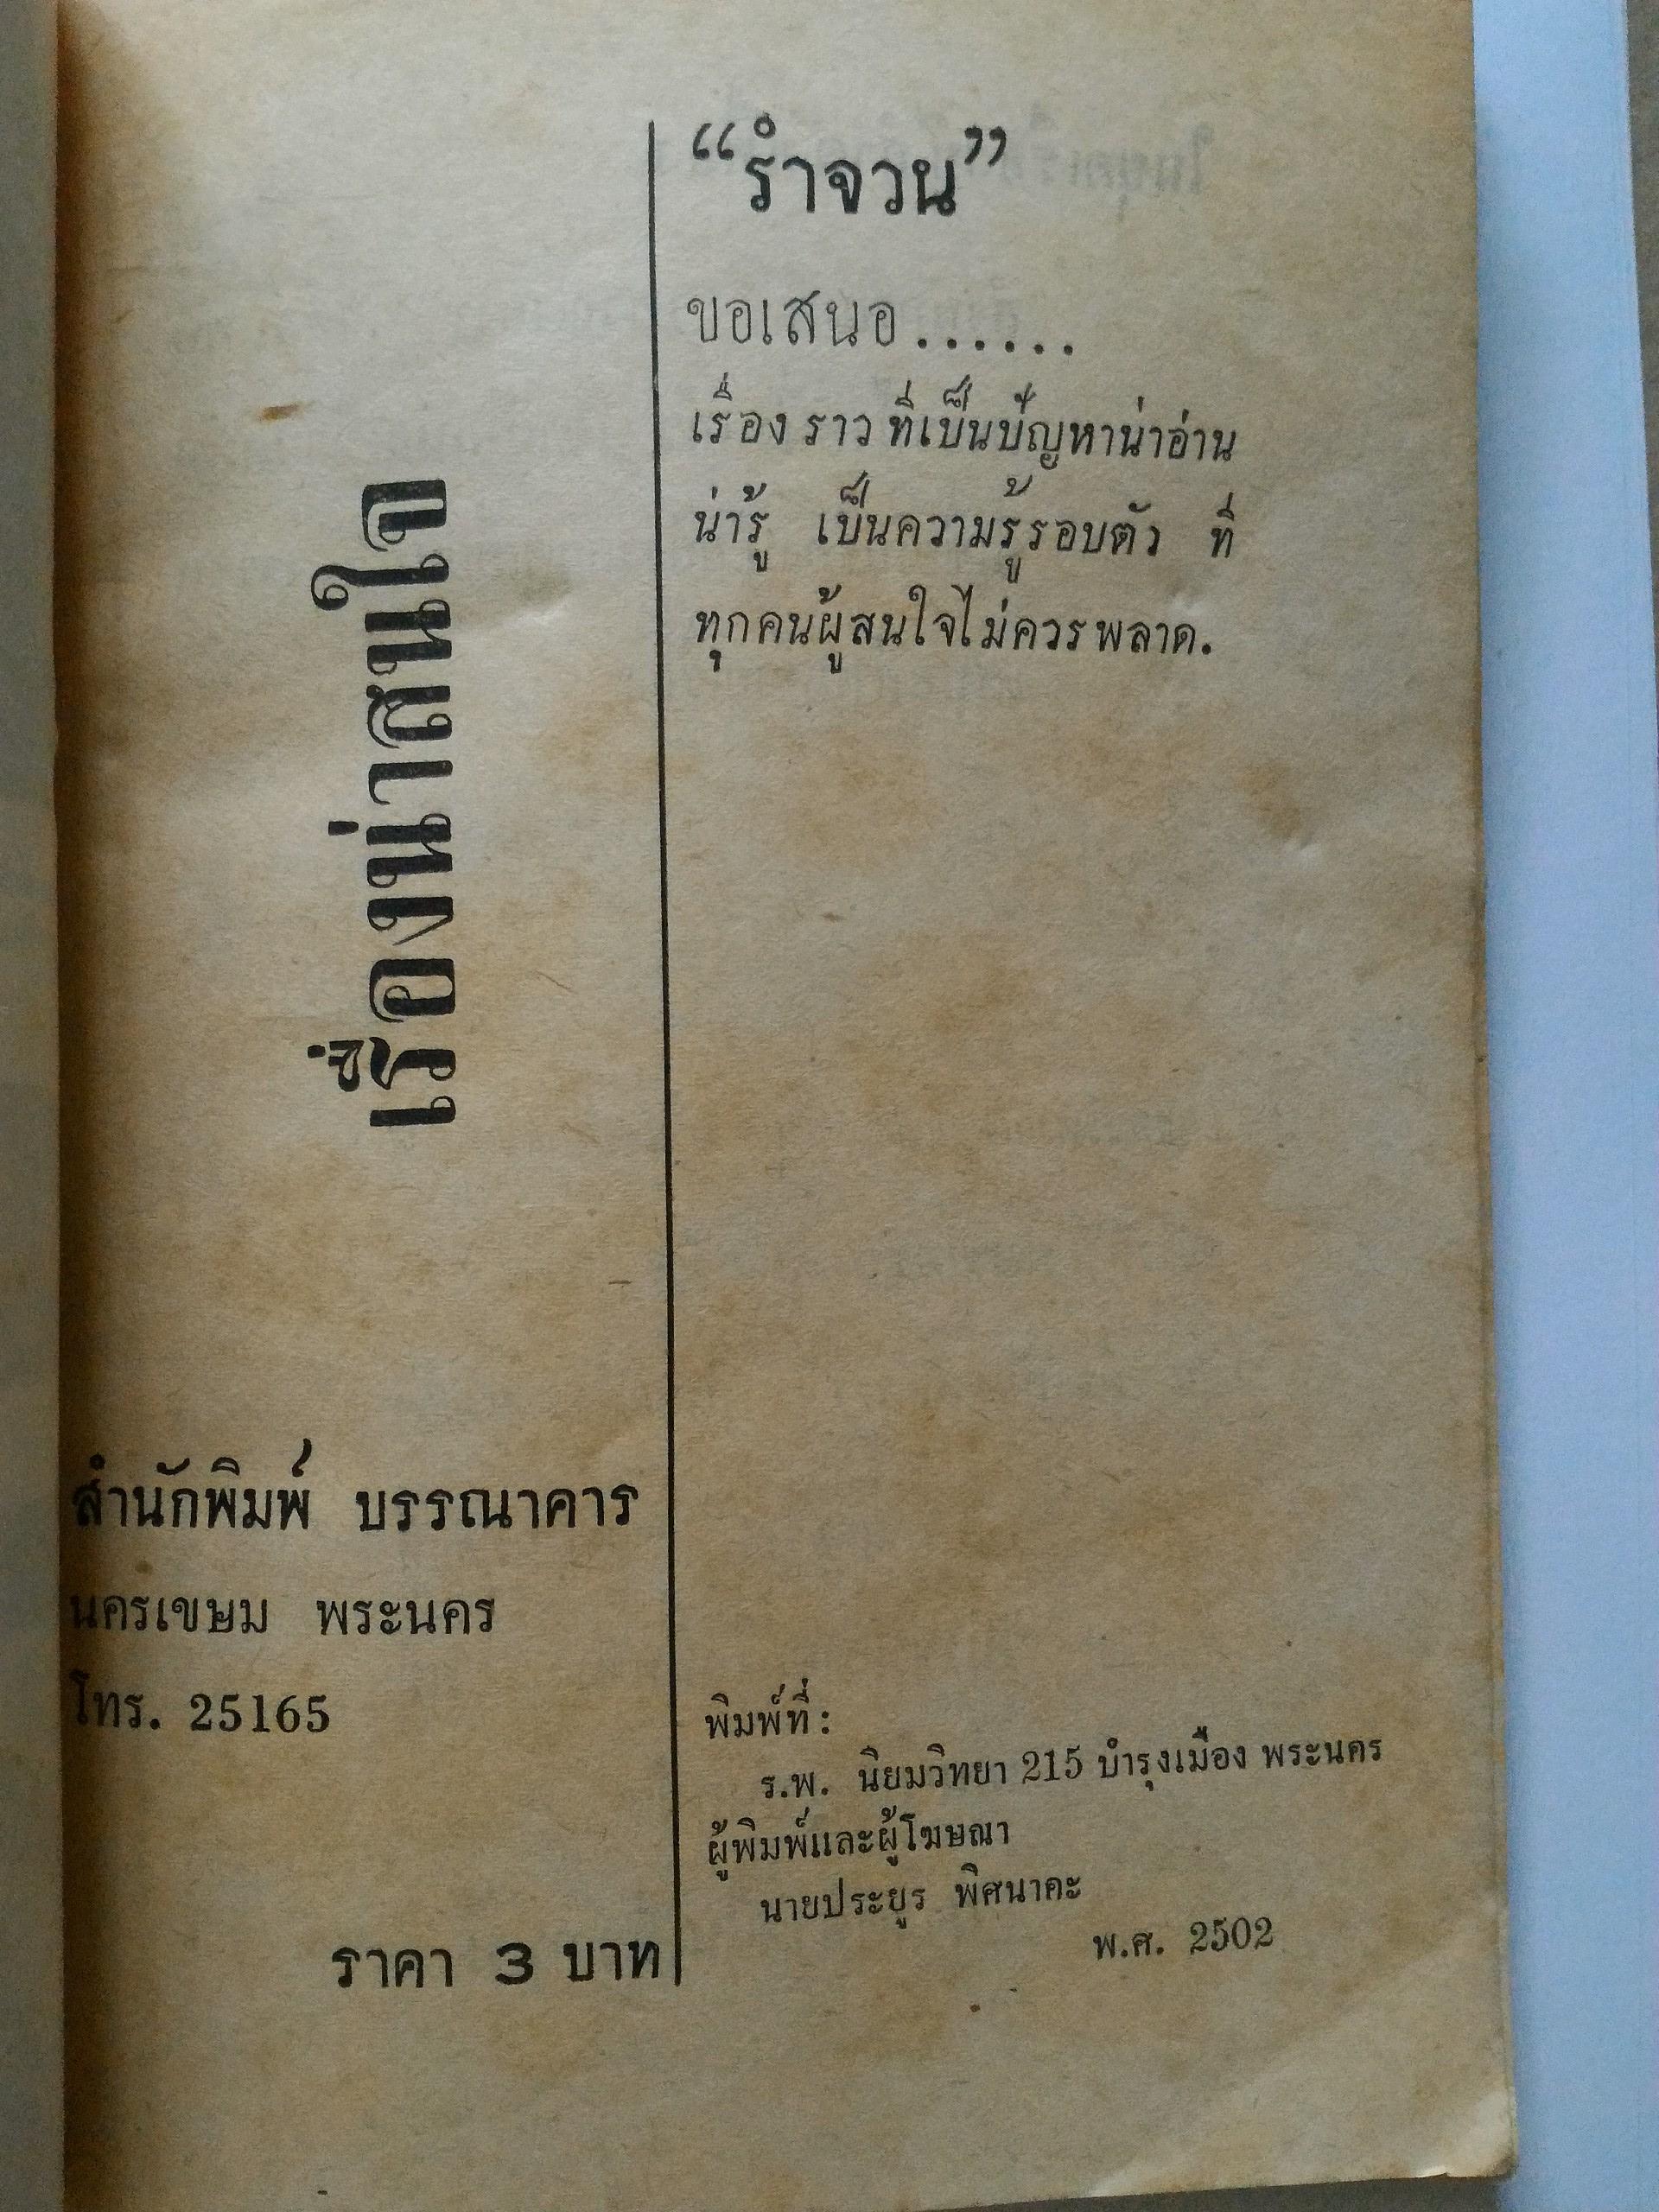 เรื่องน่าสนใจ
สำนักพิมพ์ บรรณาคาร
นครเขษม พระนคร
โทร. 25165
ราคา 3 บาท
“รำจวน”
ขอเสนอ......
เรื่องราวที่เป็นปัญหาน่าอ่าน
น่ารู้ เป็นความรู้รอบตัว ที่
ทุกคนผู้สนใจไม่ควรพลาด.
พิมพ์ที่:
ร.พ. นิยมวิทยา 215 บำรุงเมือง พระนคร
ผู้พิมพ์และผู้โฆษณา
นายประยูร พิศนาคะ
พ.ศ. 2502